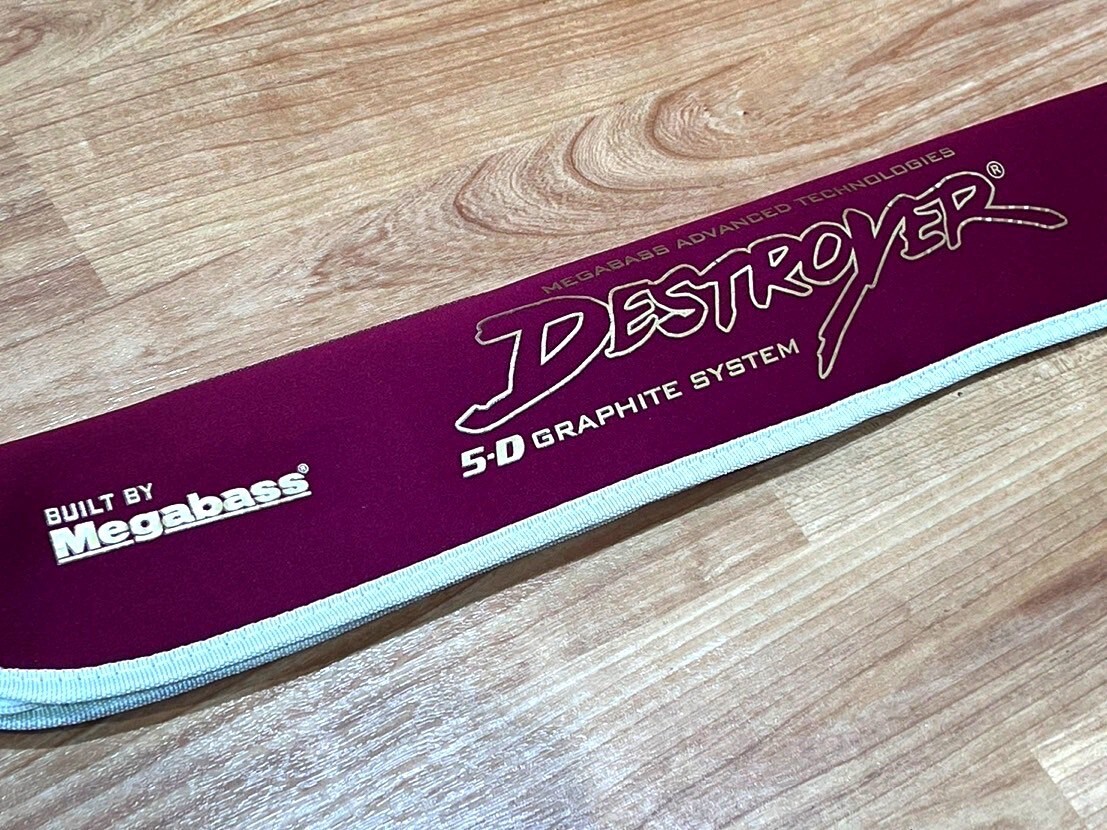 MEGABASS ADVANCED TECHNOLOGIES
DESTROYER®
5-D GRAPHITE SYSTEM
BUILT BY
Megabass®